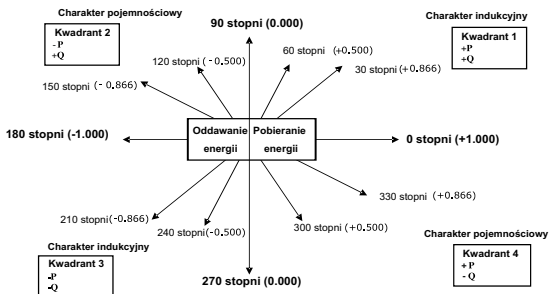 Charakter pojemnościowy
Kwadrant 2
- P
+Q
90 stopni (0.000)
Charakter indukcyjny
Kwadrant 1
+P
+Q
120 stopni (-0.500)
60 stopni (+0.500)
150 stopni (-0.866)
30 stopni (+0.866)
180 stopni (-1.000)
Oddawanie energii
Pobieranie energii
0 stopni (+1.000)
210 stopni (-0.866)
330 stopni (+0.866)
240 stopni (-0.500)
300 stopni (+0.500)
Charakter indukcyjny
Kwadrant 3
-P
-Q
270 stopni (0.000)
Charakter pojemnościowy
Kwadrant 4
+ P
- Q